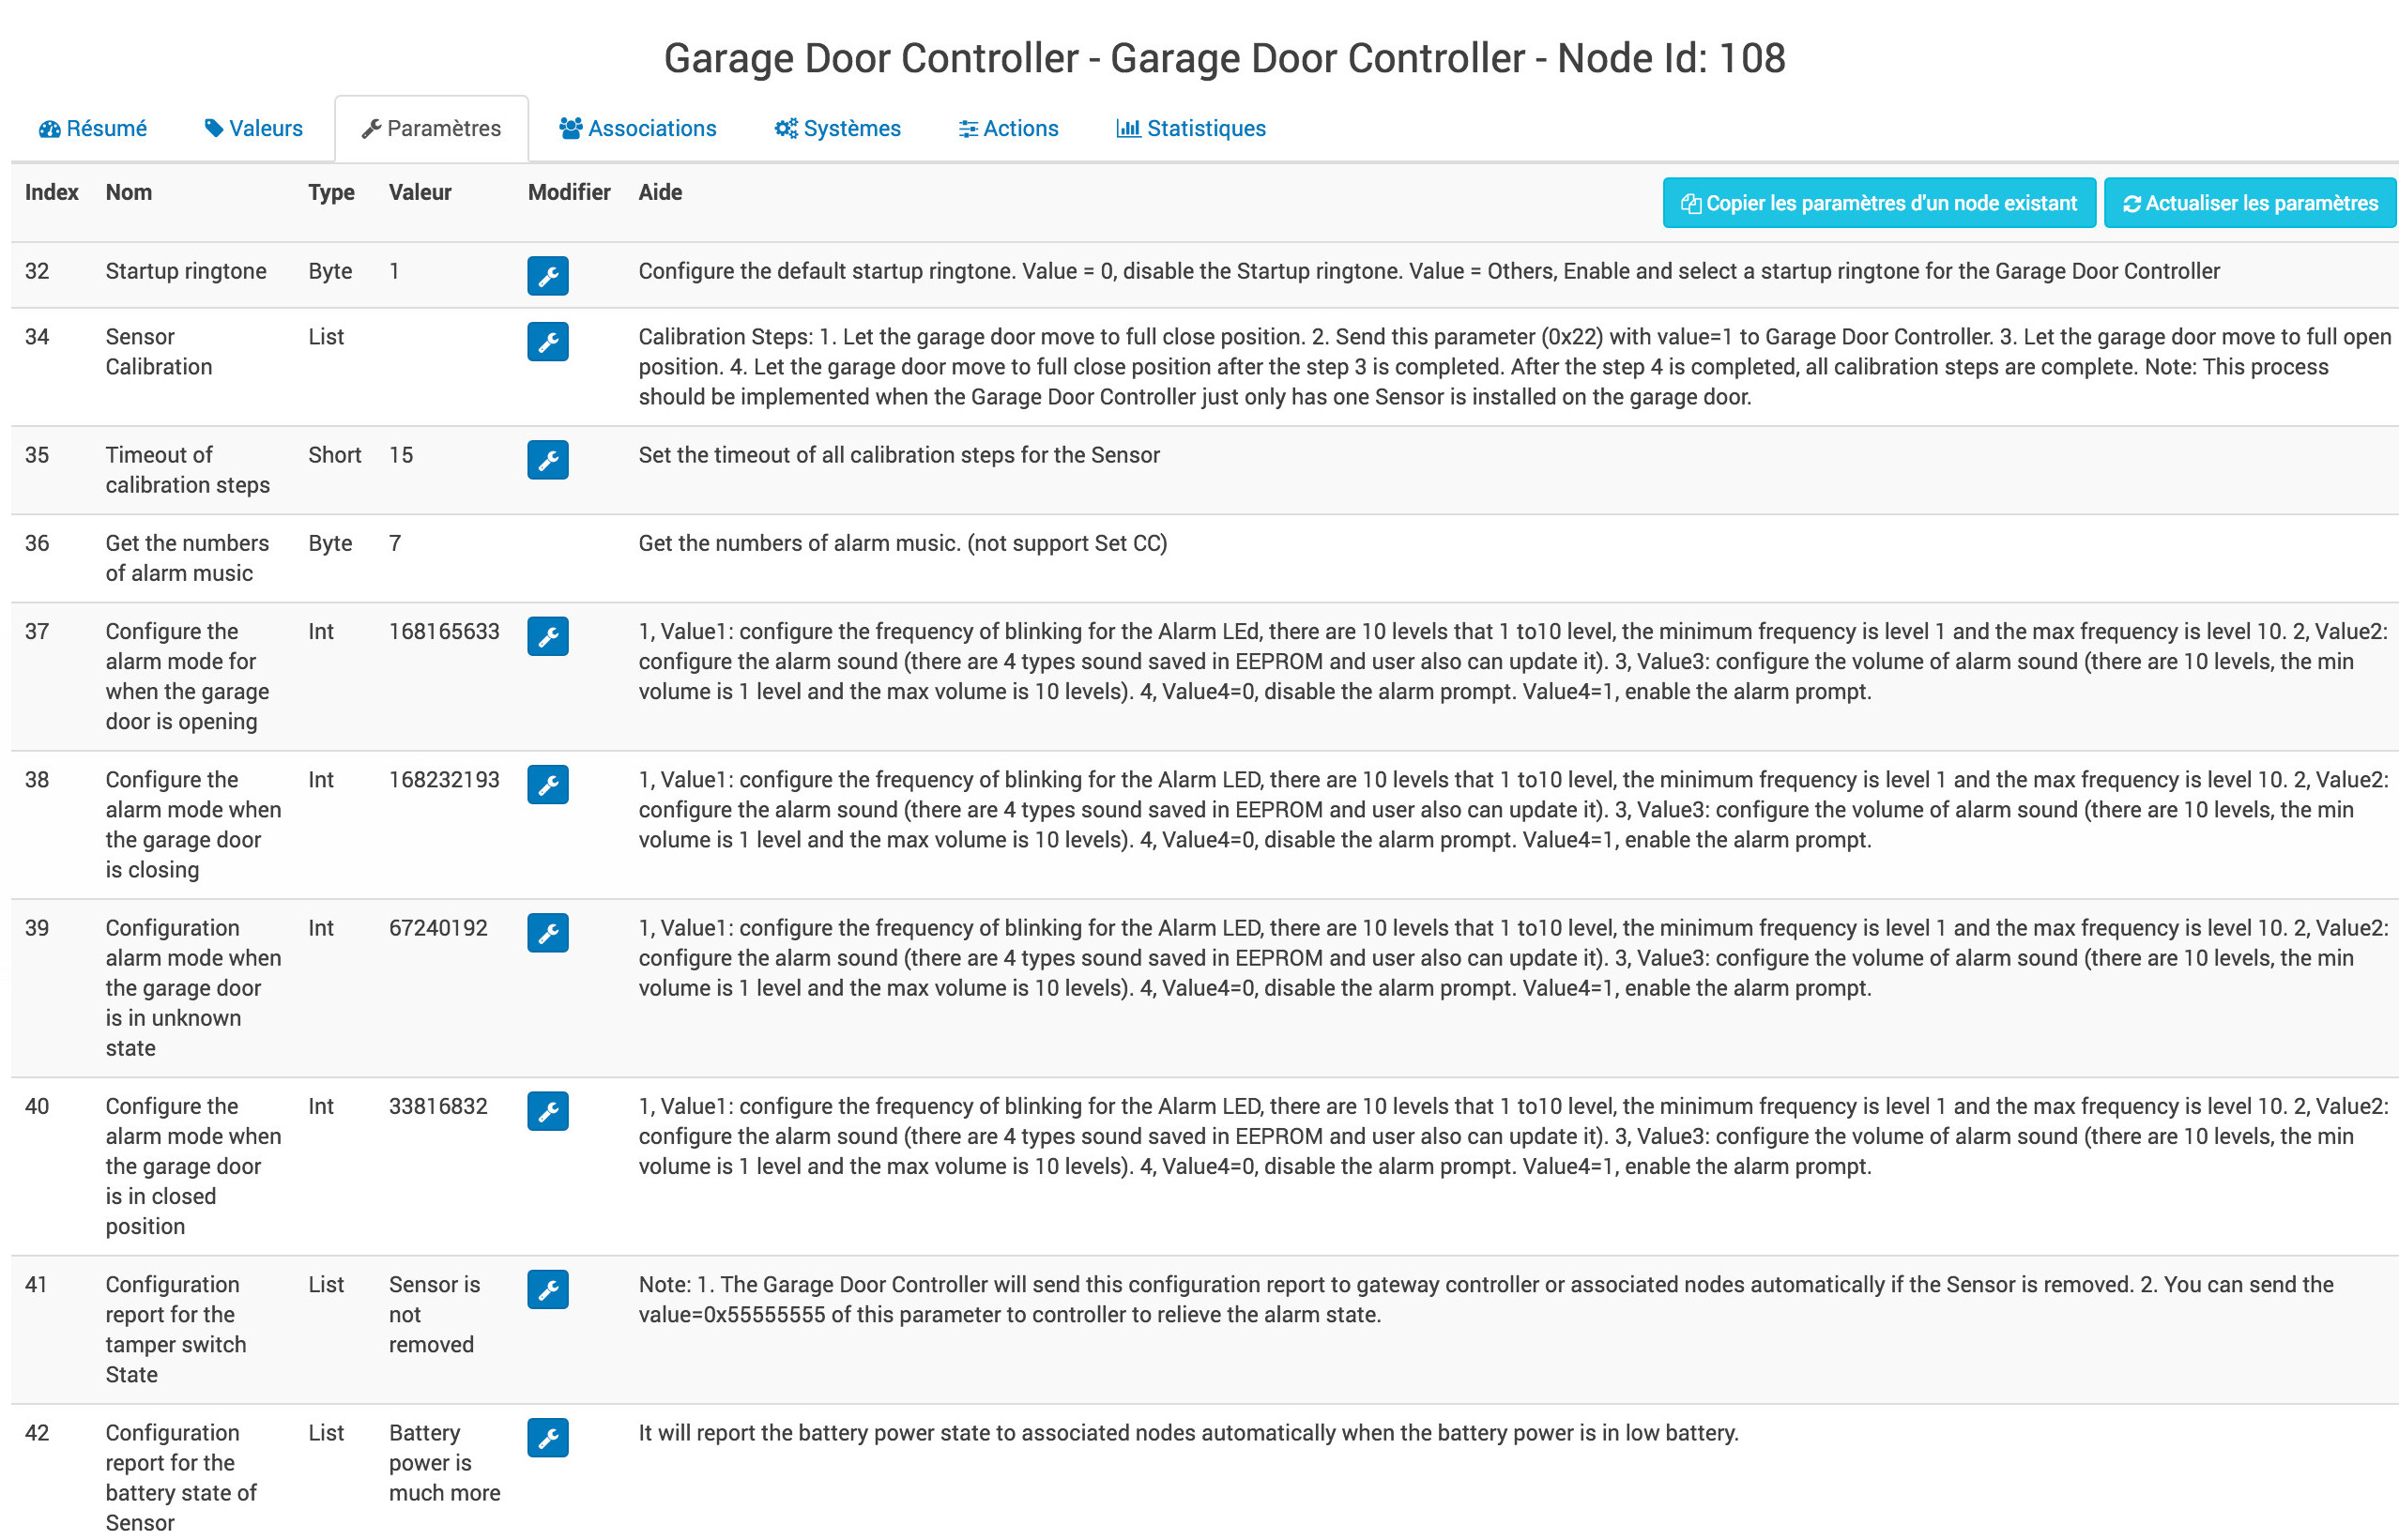 Garage Door Controller - Garage Door Controller - Node Id: 108
Résumé Valeurs Paramètres Associations Systèmes Actions Statistiques
Index Nom Type Valeur Modifier Aide Copier les paramètres d'un node existant Actualiser les paramètres
32 Startup ringtone Byte 1 Configure the default startup ringtone. Value = 0, disable the Startup ringtone. Value = Others, Enable and select a startup ringtone for the Garage Door Controller
34 Sensor List Calibration Steps: 1. Let the garage door move to full close position. 2. Send this parameter (0x22) with value=1 to Garage Door Controller. 3. Let the garage door move to full open
Calibration position. 4. Let the garage door move to full close position after the step 3 is completed. After the step 4 is completed, all calibration steps are complete. Note: This process
should be implemented when the Garage Door Controller just only has one Sensor is installed on the garage door.
35 Timeout of Short 15 Set the timeout of all calibration steps for the Sensor
calibration steps
36 Get the numbers Byte 7 Get the numbers of alarm music. (not support Set CC)
of alarm music
37 Configure the Int 168165633 1, Value1: configure the frequency of blinking for the Alarm LEd, there are 10 levels that 1 to10 level, the minimum frequency is level 1 and the max frequency is level 10. 2, Value2:
alarm mode for configure the alarm sound (there are 4 types sound saved in EEPROM and user also can update it). 3, Value3: configure the volume of alarm sound (there are 10 levels, the min
when the garage volume is 1 level and the max volume is 10 levels). 4, Value4=0, disable the alarm prompt. Value4=1, enable the alarm prompt.
door is opening
38 Configure the Int 168232193 1, Value1: configure the frequency of blinking for the Alarm LED, there are 10 levels that 1 to10 level, the minimum frequency is level 1 and the max frequency is level 10. 2, Value2:
alarm mode when configure the alarm sound (there are 4 types sound saved in EEPROM and user also can update it). 3, Value3: configure the volume of alarm sound (there are 10 levels, the min
the garage door volume is 1 level and the max volume is 10 levels). 4, Value4=0, disable the alarm prompt. Value4=1, enable the alarm prompt.
is closing
39 Configuration Int 67240192 1, Value1: configure the frequency of blinking for the Alarm LED, there are 10 levels that 1 to10 level, the minimum frequency is level 1 and the max frequency is level 10. 2, Value2:
alarm mode when configure the alarm sound (there are 4 types sound saved in EEPROM and user also can update it). 3, Value3: configure the volume of alarm sound (there are 10 levels, the min
the garage door volume is 1 level and the max volume is 10 levels). 4, Value4=0, disable the alarm prompt. Value4=1, enable the alarm prompt.
is in unknown
state
40 Configure the Int 33816832 1, Value1: configure the frequency of blinking for the Alarm LED, there are 10 levels that 1 to10 level, the minimum frequency is level 1 and the max frequency is level 10. 2, Value2:
alarm mode when configure the alarm sound (there are 4 types sound saved in EEPROM and user also can update it). 3, Value3: configure the volume of alarm sound (there are 10 levels, the min
the garage door volume is 1 level and the max volume is 10 levels). 4, Value4=0, disable the alarm prompt. Value4=1, enable the alarm prompt.
is in closed
position
41 Configuration List Sensor is Note: 1. The Garage Door Controller will send this configuration report to gateway controller or associated nodes automatically if the Sensor is removed. 2. You can send the
report for the not value=0x55555555 of this parameter to controller to relieve the alarm state.
tamper switch removed
State
42 Configuration List Battery It will report the battery power state to associated nodes automatically when the battery power is in low battery.
report for the power is
battery state of much more
Sensor